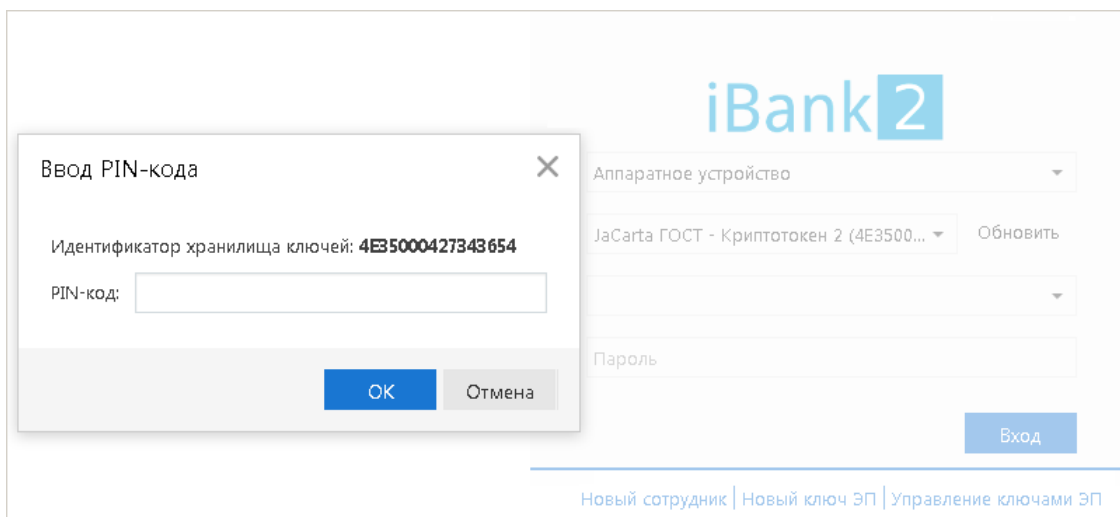 iBank 2
Ввод PIN-кода
Идентификатор хранилища ключей: 4E35000427343654
PIN-код:
ОК
Отмена
Аппаратное устройство
JaCarta ГОСТ - Криптотокен 2 (4E3500...
Обновить
Пароль
Вход
Новый сотрудник | Новый ключ ЭП | Управление ключами ЭП